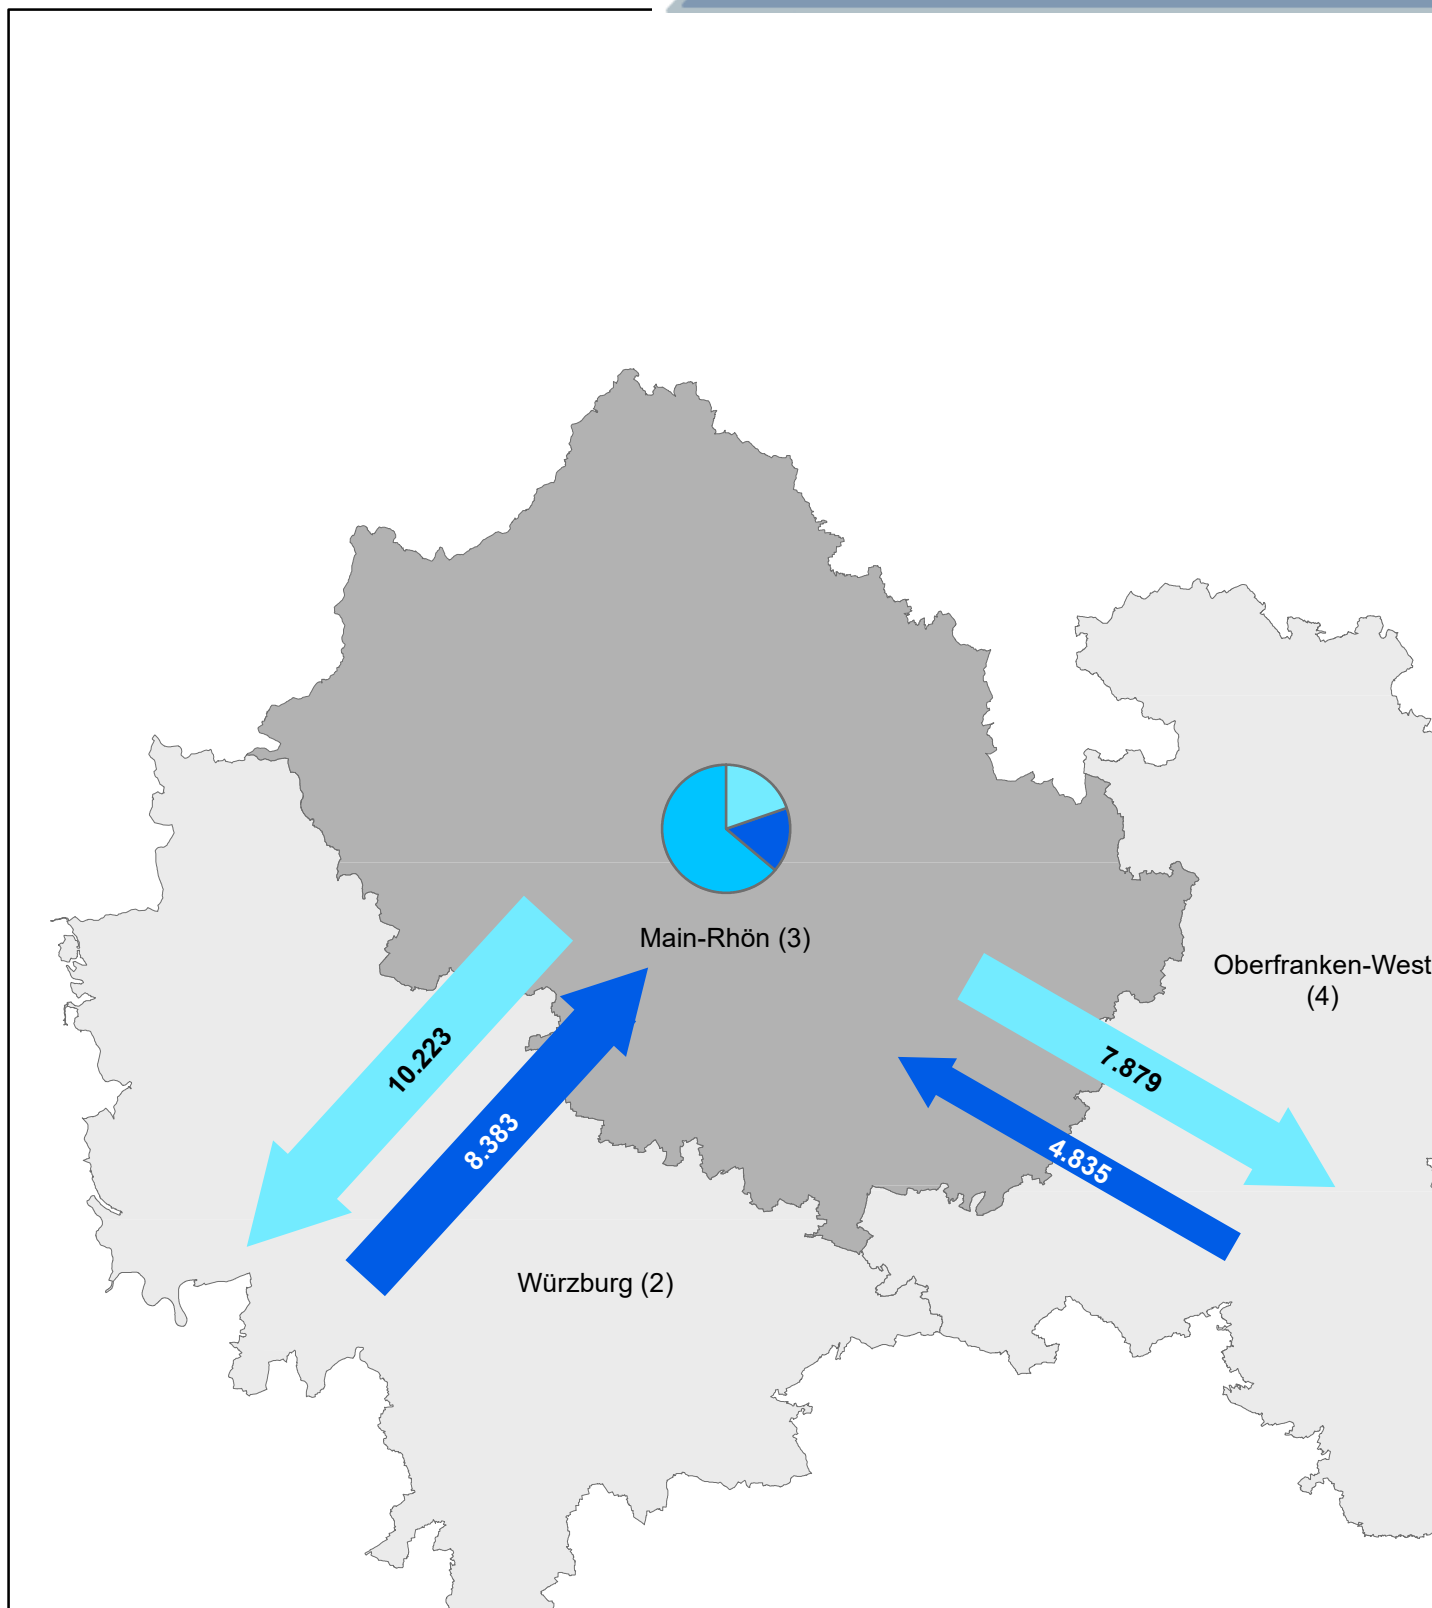 Main-Rhön (3)
Oberfranken-West
(4)
10.223
7.879
8.383
4.835
Würzburg (2)